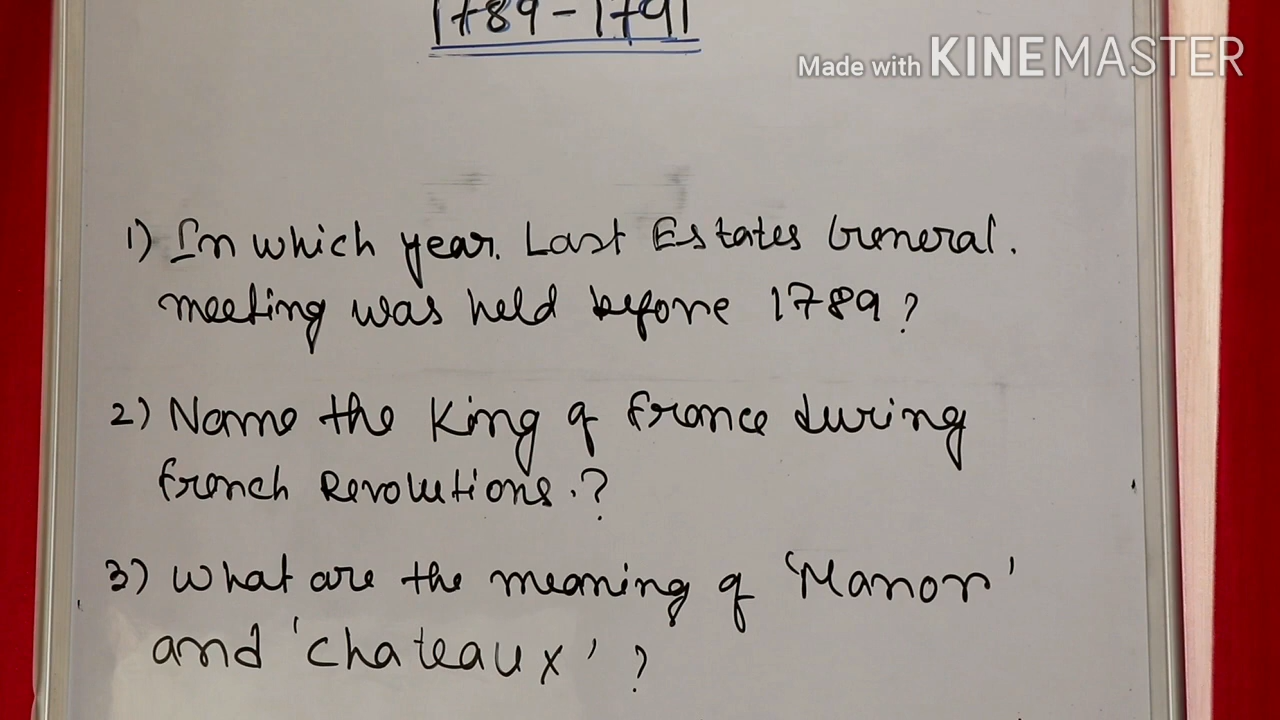 1789-1791
Made with KINEMASTER
1) In which year. Last Estates General.
meeting was held before 1789?
2) Name the King of france during
french Revolutions.?
3) What are the meaning of 'Manor'
and 'chateaux' ?